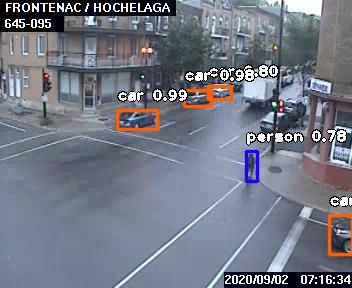 FRONTENAC / HOCHELAGA
645-095
car 0.98
0.80
car 0.99
person 0.78
car
2020/09/02 07:16:34